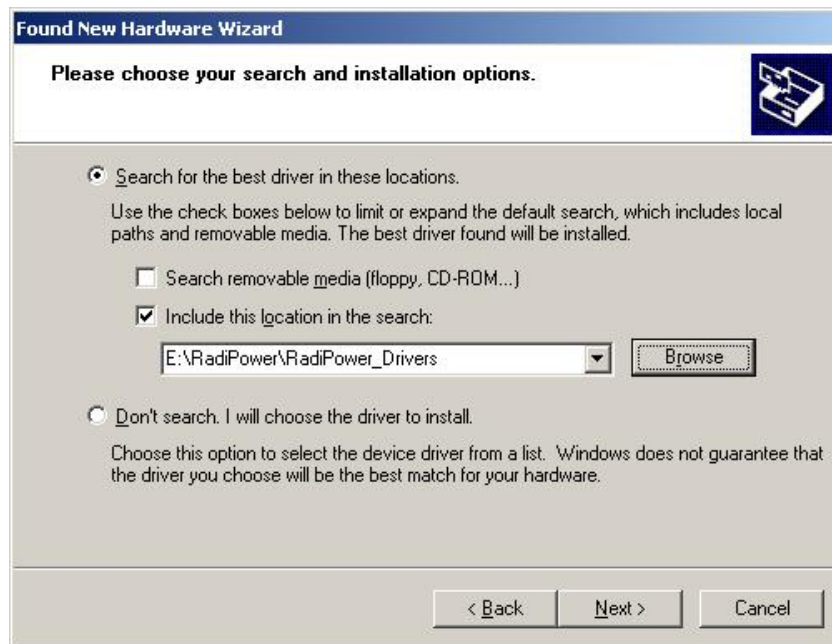 Found New Hardware Wizard
Please choose your search and installation options.
Search for the best driver in these locations.
Use the check boxes below to limit or expand the default search, which includes local
paths and removable media. The best driver found will be installed.
Search removable media (floppy, CD-ROM...)
Include this location in the search:
E:\RadiPower\RadiPower_Drivers
Browse
Don't search. I will choose the driver to install.
Choose this option to select the device driver from a list. Windows does not guarantee that
the driver you choose will be the best match for your hardware.
< Back
Next >
Cancel